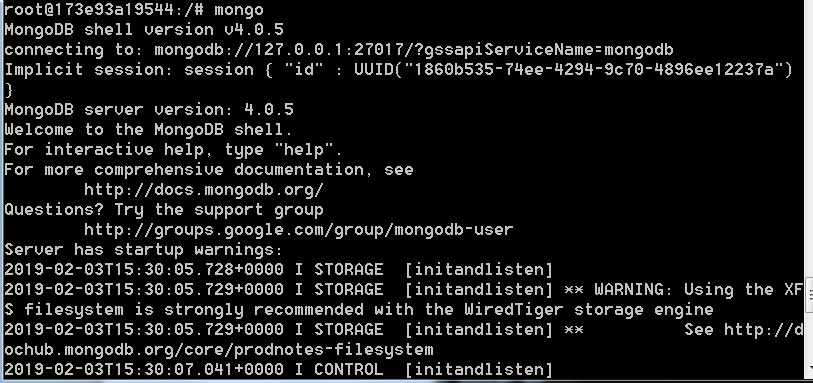 root@173e93a19544:/# mongo
MongoDB shell version v4.0.5
connecting to: mongodb://127.0.0.1:27017/?gssapiServiceName=mongodb
Implicit session: session { "id" : UUID("1860b535-74ee-4294-9c70-4896ee12237a")
}
MongoDB server version: 4.0.5
Welcome to the MongoDB shell.
For interactive help, type "help".
For more comprehensive documentation, see
        http://docs.mongodb.org/
Questions? Try the support group
        http://groups.google.com/group/mongodb-user
Server has startup warnings:
2019-02-03T15:30:05.728+0000 I STORAGE  [initandlisten]
2019-02-03T15:30:05.729+0000 I STORAGE  [initandlisten] ** WARNING: Using the XF
S filesystem is strongly recommended with the WiredTiger storage engine
2019-02-03T15:30:05.729+0000 I STORAGE  [initandlisten] **          See http://d
ochub.mongodb.org/core/prodnotes-filesystem
2019-02-03T15:30:07.041+0000 I CONTROL  [initandlisten]